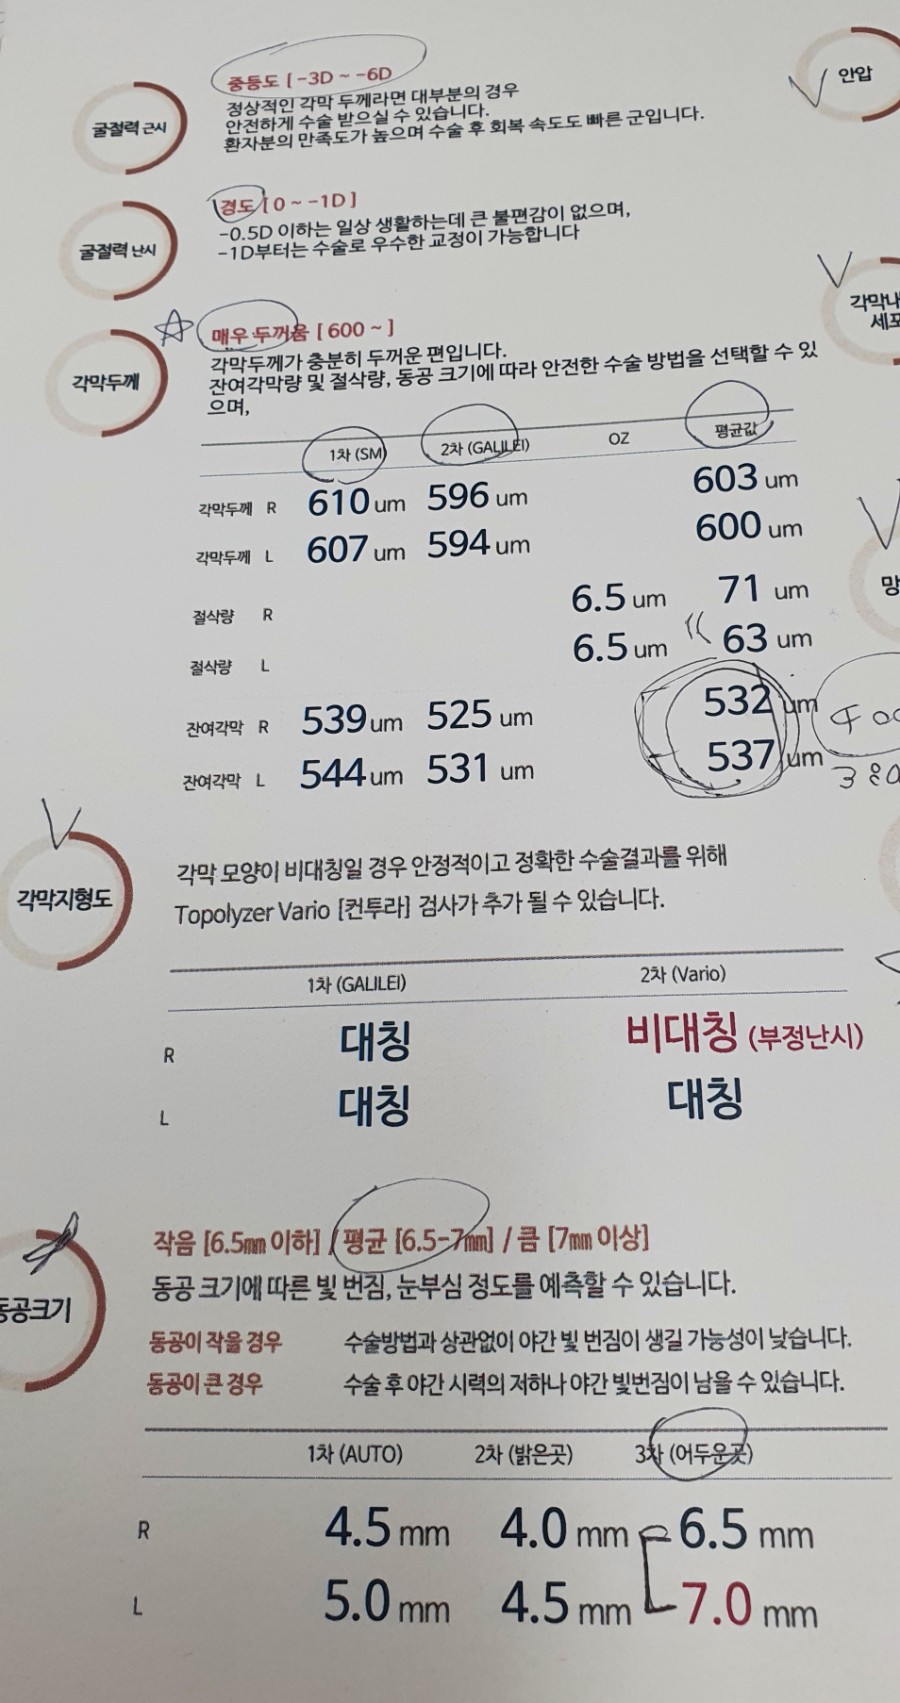 중등도 [ -3D ~ -6D
정상적인 각막 두께라면 대부분의 경우
안전하게 수술 받으실 수 있습니다.
환자분의 만족도가 높으며 수술 후 회복 속도도 빠른 군입니다.
굴절력 근시
안압
경도 [ 0 ~ -1D ]
-0.5D 이하는 일상 생활하는데 큰 불편감이 없으며,
-1D부터는 수술로 우수한 교정이 가능합니다
굴절력 난시
각막내
세포
매우 두꺼움 [ 600 ~ ]
각막두께가 충분히 두꺼운 편입니다.
잔여각막량 및 절삭량, 동공 크기에 따라 안전한 수술 방법을 선택할 수 있
으며,
각막두께
1차 (SM) 2차 (GALILEI) OZ 평균값
각막두께 R 610 um 596 um 603 um
각막두께 L 607 um 594 um 600 um
망
절삭량 R 6.5 um 71 um
절삭량 L 6.5 um 63 um
잔여각막 R 539 um 525 um 532 um 400
잔여각막 L 544 um 531 um 537 um 380
각막지형도
각막 모양이 비대칭일 경우 안정적이고 정확한 수술결과를 위해
Topolyzer Vario [컨투라] 검사가 추가 될 수 있습니다.
1차 (GALILEI) 2차 (Vario)
R 대칭 비대칭 (부정난시)
L 대칭 대칭
동공크기
작음 [6.5mm 이하] / 평균 [6.5-7mm] / 큼 [7mm 이상]
동공 크기에 따른 빛 번짐, 눈부심 정도를 예측할 수 있습니다.
동공이 작을 경우 수술방법과 상관없이 야간 빛 번짐이 생길 가능성이 낮습니다.
동공이 큰 경우 수술 후 야간 시력의 저하나 야간 빛번짐이 남을 수 있습니다.
1차 (AUTO) 2차 (밝은곳) 3차 (어두운곳)
R 4.5 mm 4.0 mm 6.5 mm
L 5.0 mm 4.5 mm 7.0 mm